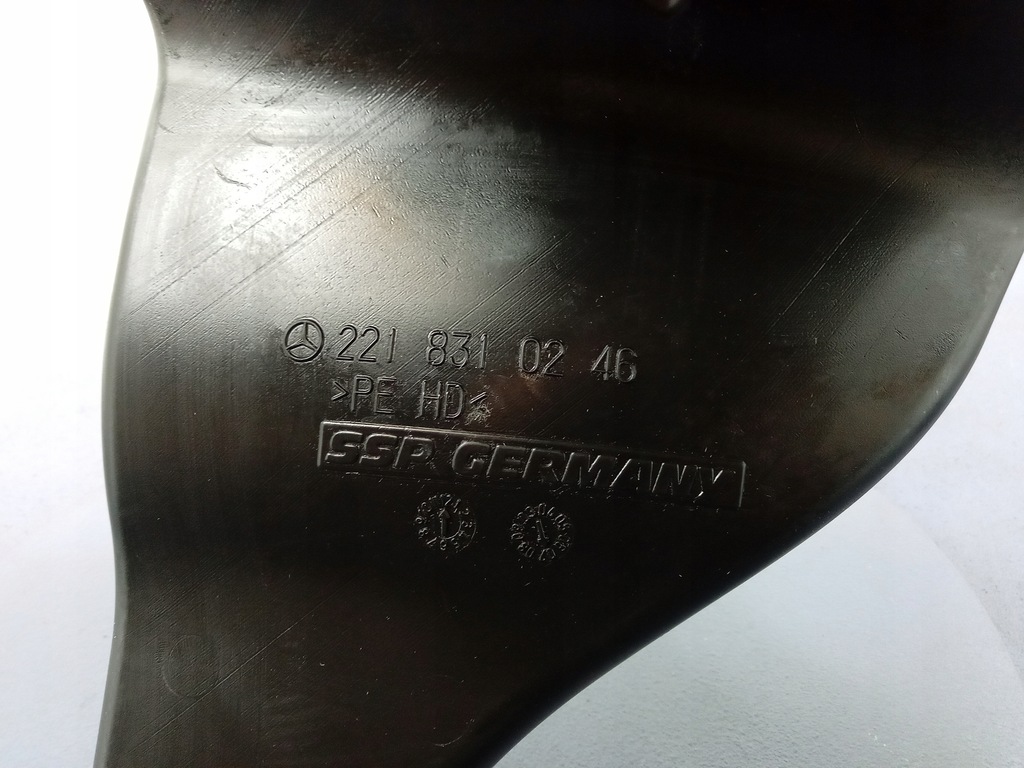 221 831 02 46
>PE HD<
SSP GERMANY